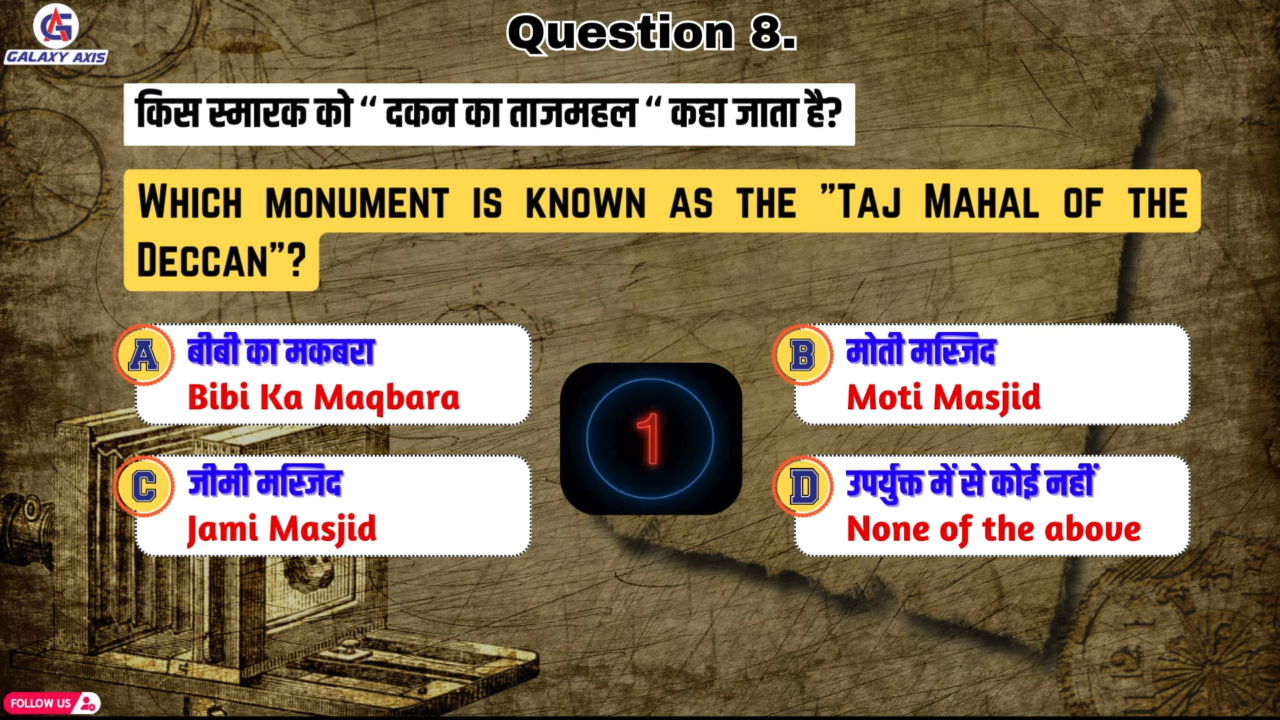 GALAXY AXIS
Question 8.
किस स्मारक को “ दकन का ताजमहल “ कहा जाता है?
Which monument is known as the ”Taj Mahal of the
Deccan”?
A बीबी का मकबरा
Bibi Ka Maqbara
B मोती मस्जिद
Moti Masjid
1
C जीमी मस्जिद
Jami Masjid
D उपर्युक्त में से कोई नहीं
None of the above
FOLLOW US